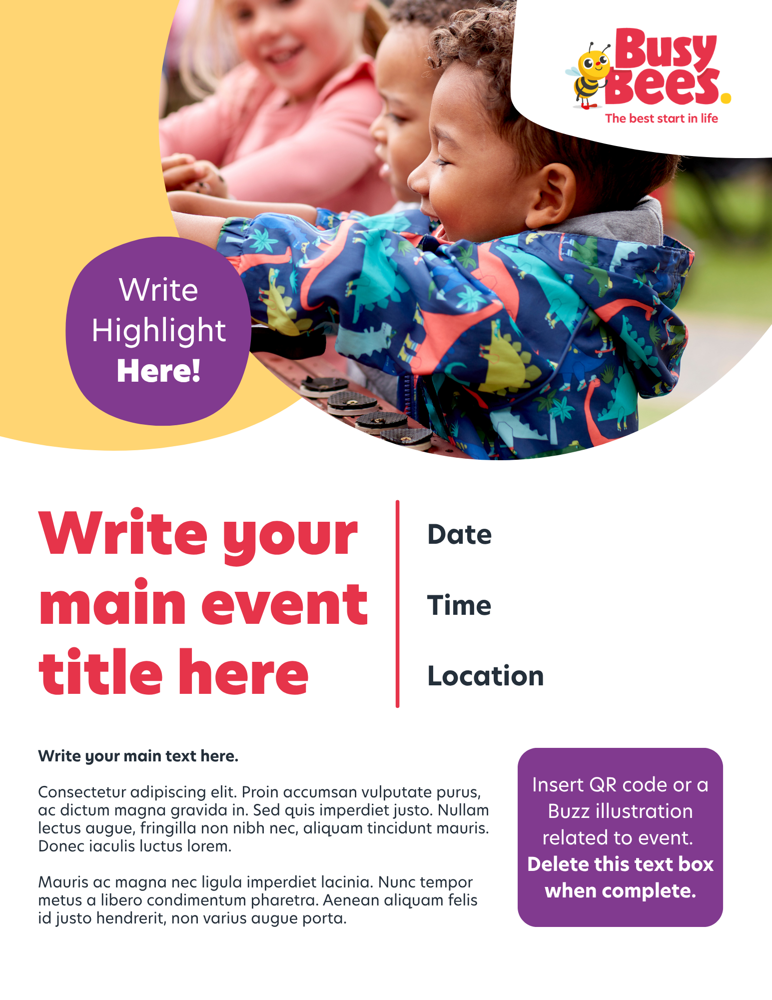 Busy
Bees.
The best start in life
Write
Highlight
Here!
Write your
main event
title here
Date
Time
Location
Write your main text here.
Consectetur adipiscing elit. Proin accumsan vulputate purus,
ac dictum magna gravida in. Sed quis imperdiet justo. Nullam
lectus augue, fringilla non nibh nec, aliquam tincidunt mauris.
Donec iaculis luctus lorem.
Mauris ac magna nec ligula imperdiet lacinia. Nunc tempor
metus a libero condimentum pharetra. Aenean aliquam felis
id justo hendrerit, non varius augue porta.
Insert QR code or a
Buzz illustration
related to event.
Delete this text box
when complete.